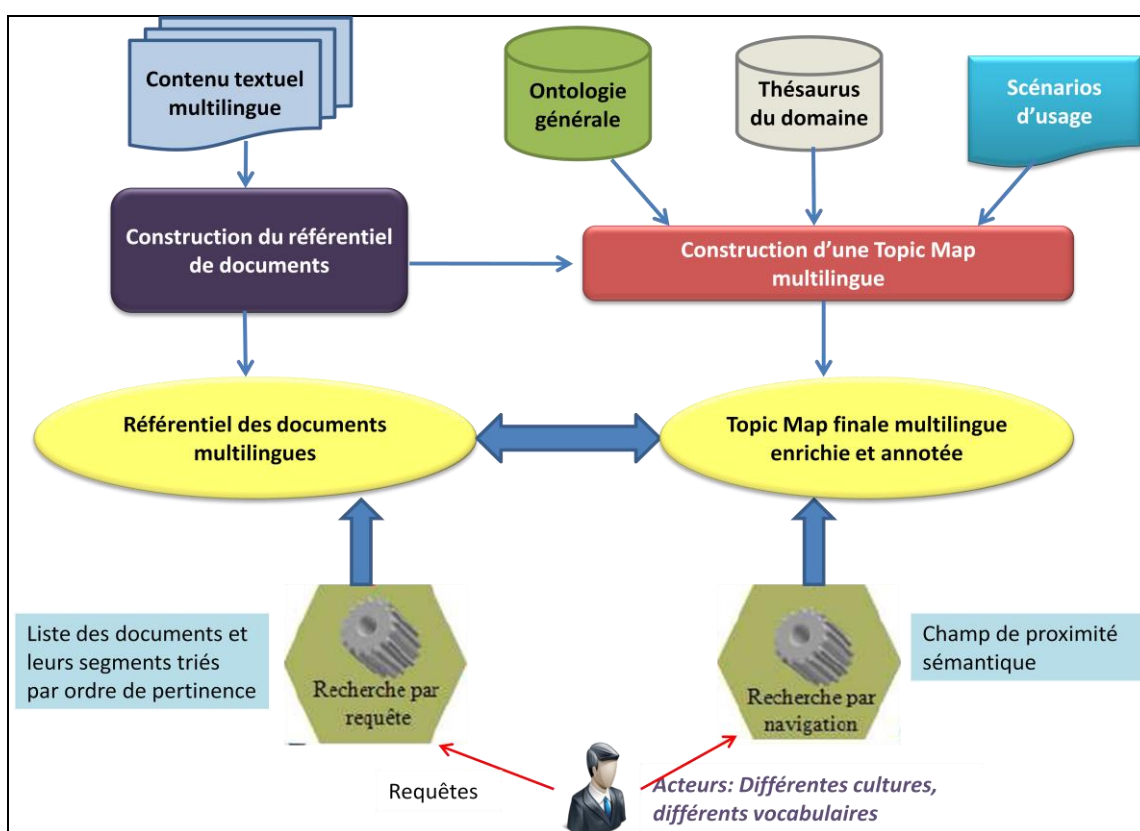 Contenu textuel
multilingue
Ontologie
générale
Thésaurus
du domaine
Scénarios
d'usage
Construction du référentiel
de documents
Construction d'une Topic Map
multilingue
Référentiel des documents
multilingues
Topic Map finale multilingue
enrichie et annotée
Liste des documents et
leurs segments triés
par ordre de pertinence
Recherche par
requête
Recherche par
navigation
Champ de proximité
sémantique
Requêtes
Acteurs: Différentes cultures,
différents vocabulaires